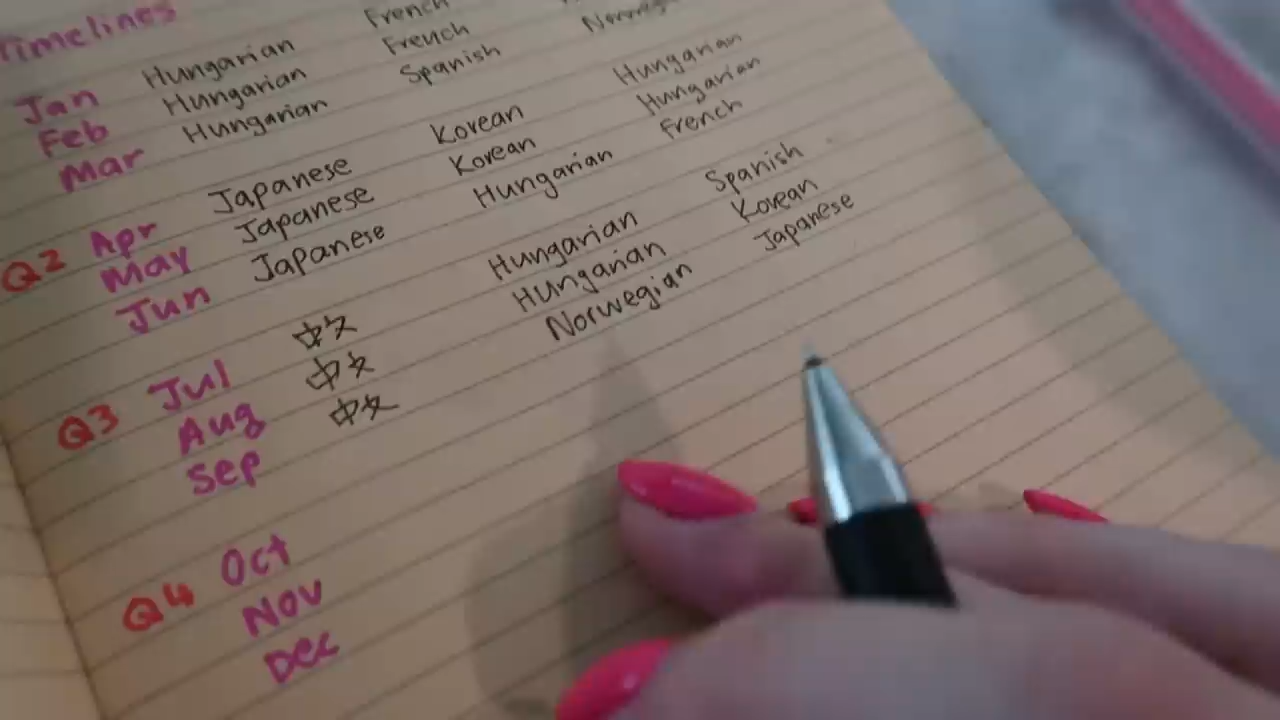 Timelines
Jan Hungarian French
Feb Hungarian French
Mar Hungarian Spanish Norwegian
Q2 Apr Japanese Korean Hungarian
May Japanese Korean Hungarian
Jun Japanese Hungarian French
Q3 Jul 中文 Hungarian Spanish
Aug 中文 Hungarian Korean
Sep 中文 Norwegian Japanese
Q4 Oct
Nov
Dec